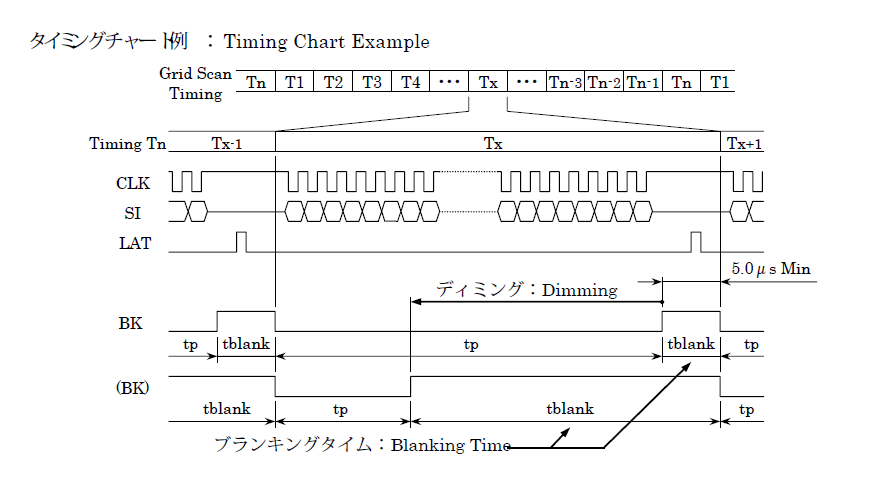 タイミングチャート例 : Timing Chart Example
Grid Scan Timing Tn T1 T2 T3 T4 ・・・ Tx ・・・ Tn-3 Tn-2 Tn-1 Tn T1
Timing Tn Tx-1 Tx Tx+1
CLK
SI
LAT
5.0μs Min
ディミング:Dimming
BK
tp tblank tp tblank tp
(BK)
tblank tp tblank tp
ブランキングタイム:Blanking Time